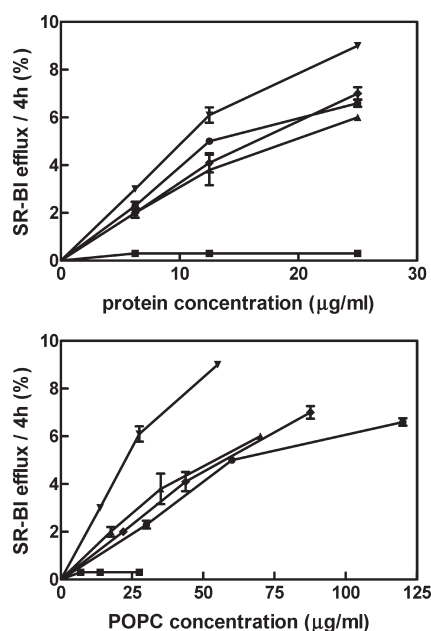 SR-BI efflux / 4h (%)
10
8
6
4
2
0
0 10 20 30
protein concentration (µg/ml)
SR-BI efflux / 4h (%)
10
8
6
4
2
0
0 25 50 75 100 125
POPC concentration (µg/ml)